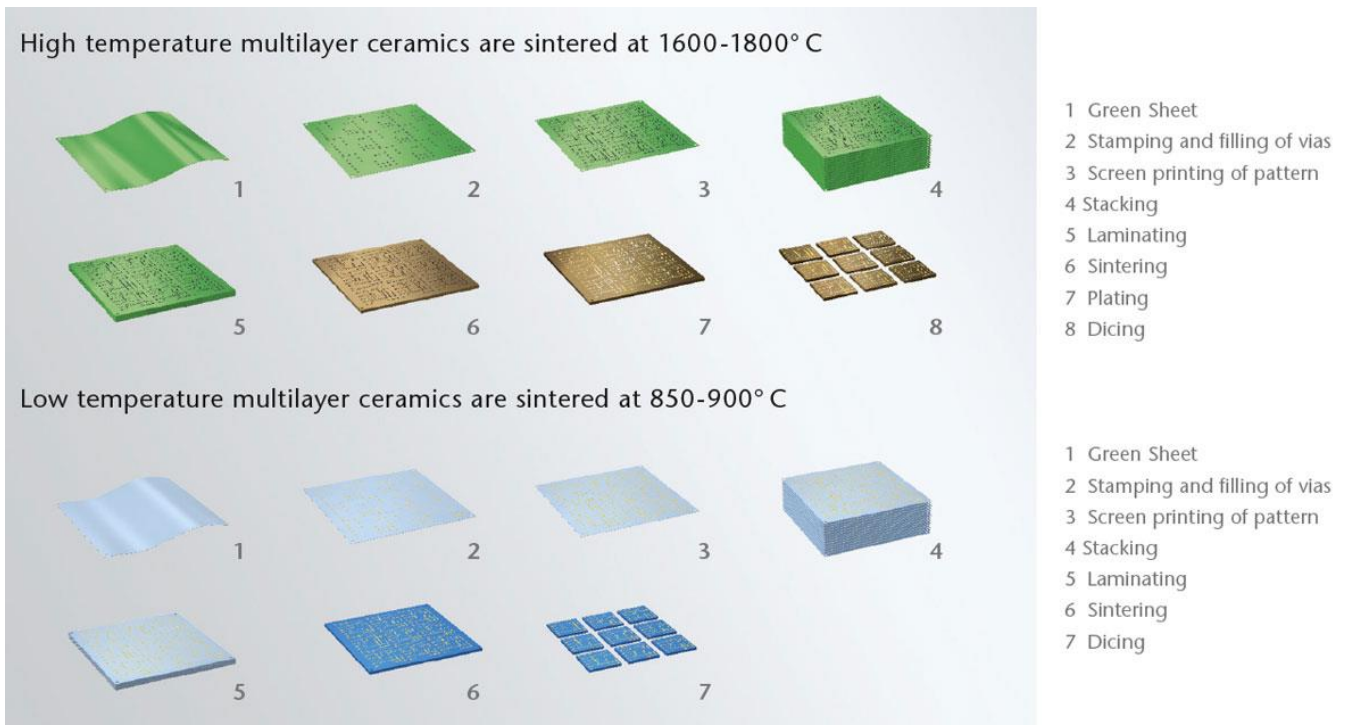 High temperature multilayer ceramics are sintered at 1600-1800° C
1
2
3
4
5
6
7
8
1 Green Sheet
2 Stamping and filling of vias
3 Screen printing of pattern
4 Stacking
5 Laminating
6 Sintering
7 Plating
8 Dicing
Low temperature multilayer ceramics are sintered at 850-900° C
1
2
3
4
5
6
7
1 Green Sheet
2 Stamping and filling of vias
3 Screen printing of pattern
4 Stacking
5 Laminating
6 Sintering
7 Dicing